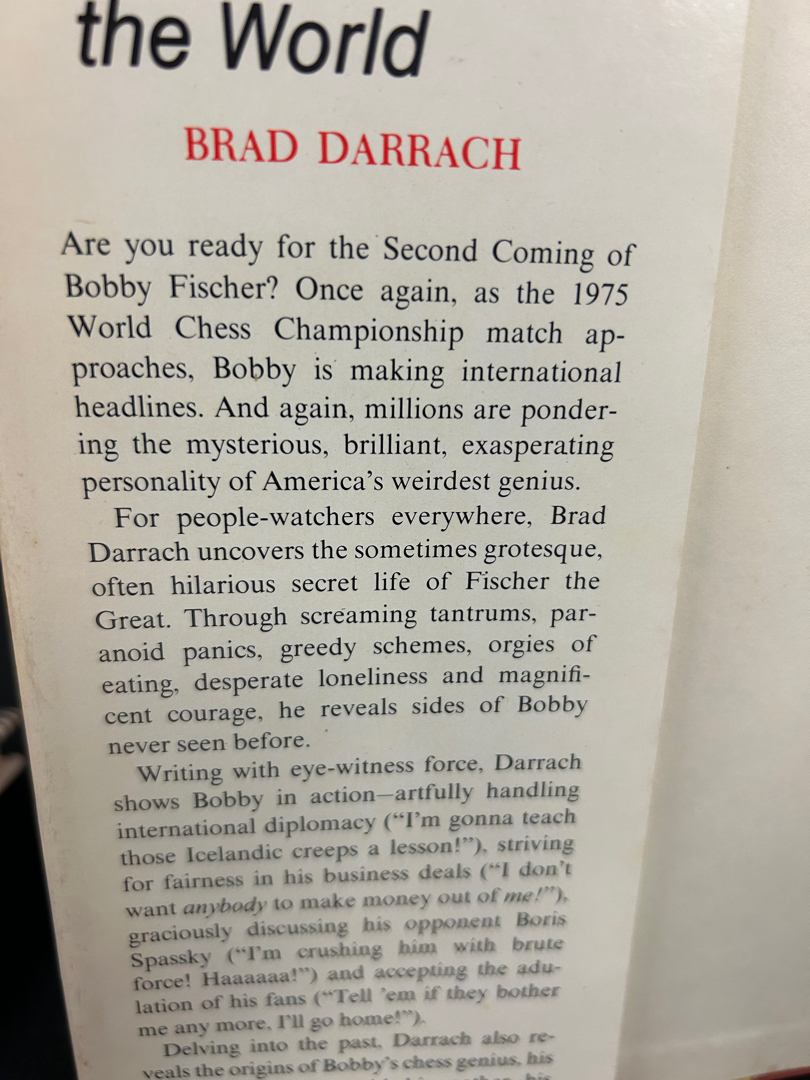 the World
BRAD DARRACH
Are you ready for the Second Coming of
Bobby Fischer? Once again, as the 1975
World Chess Championship match ap-
proaches, Bobby is making international
headlines. And again, millions are ponder-
ing the mysterious, brilliant, exasperating
personality of America's weirdest genius.
For people-watchers everywhere, Brad
Darrach uncovers the sometimes grotesque,
often hilarious secret life of Fischer the
Great. Through screaming tantrums, par-
anoid panics, greedy schemes, orgies of
eating, desperate loneliness and magnifi-
cent courage, he reveals sides of Bobby
never seen before.
Writing with eye-witness force, Darrach
shows Bobby in action—artfully handling
international diplomacy (“I'm gonna teach
those Icelandic creeps a lesson!”), striving
for fairness in his business deals (“I don't
want anybody to make money out of me!”),
graciously discussing his opponent Boris
Spassky (“I'm crushing him with brute
force! Haaaaaa!”) and accepting the adu-
lation of his fans (“Tell 'em if they bother
me any more, I'll go home!”).
Delving into the past, Darrach also re-
veals the origins of Bobby's chess genius, his